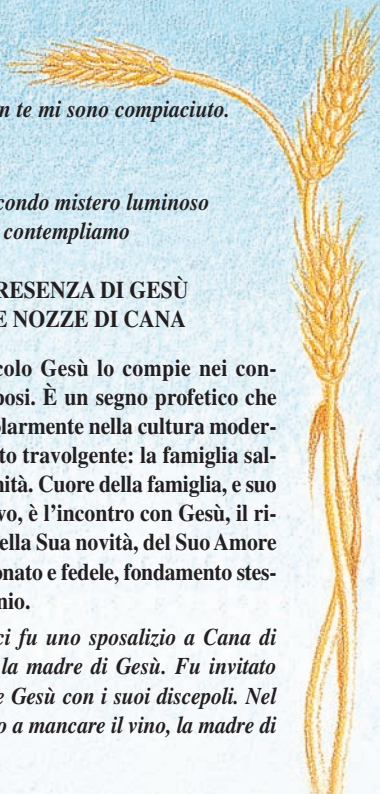 n te mi sono compiaciuto.
condo mistero luminoso
contempliamo
RESENZA DI GESÙ
E NOZZE DI CANA
colo Gesù lo compie nei con-
posi. È un segno profetico che
olarmente nella cultura moder-
to travolgente: la famiglia sal-
nità. Cuore della famiglia, e suo
vo, è l’incontro con Gesù, il ri-
ella Sua novità, del Suo Amore
onato e fedele, fondamento stes-
nio.
ci fu uno sposalizio a Cana di
la madre di Gesù. Fu invitato
e Gesù con i suoi discepoli. Nel
o a mancare il vino, la madre di